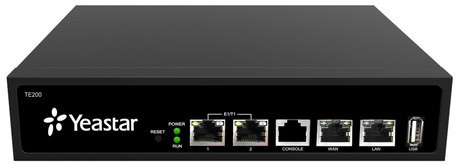 TE200
Yeastar
RESET
POWER
RUN
E1/T1
1
2
CONSOLE
WAN
LAN
USB